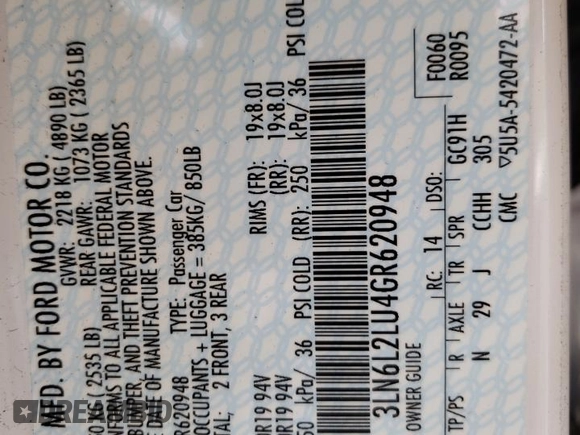 MFD. BY FORD MOTOR CO.
GVWR: 2218 KG ( 4890 LB)
( 2535 LB) REAR GAWR: 1073 KG ( 2365 LB)
TO ALL APPLICABLE FEDERAL MOTOR
BUMPER, AND THEFT PREVENTION STANDARDS
DATE OF MANUFACTURE SHOWN ABOVE.
R620948 TYPE: Passenger Car
OCCUPANTS + LUGGAGE = 385KG/ 850LB
2 FRONT, 3 REAR
R19 94V RIMS (FR): 19x8.0J
R19 94V (RR): 19x8.0J
kPa/ 36 PSI COLD (RR): 250 kPa/ 36 PSI COL
3LN6L2LU4GR620948
OWNER GUIDE
F0060
R0095
RC: 14 DSO: GC91H
TP/PS R AXLE TR SPR
N 29 J CCHH 305
CMC ▽5U5A-5420472-AA